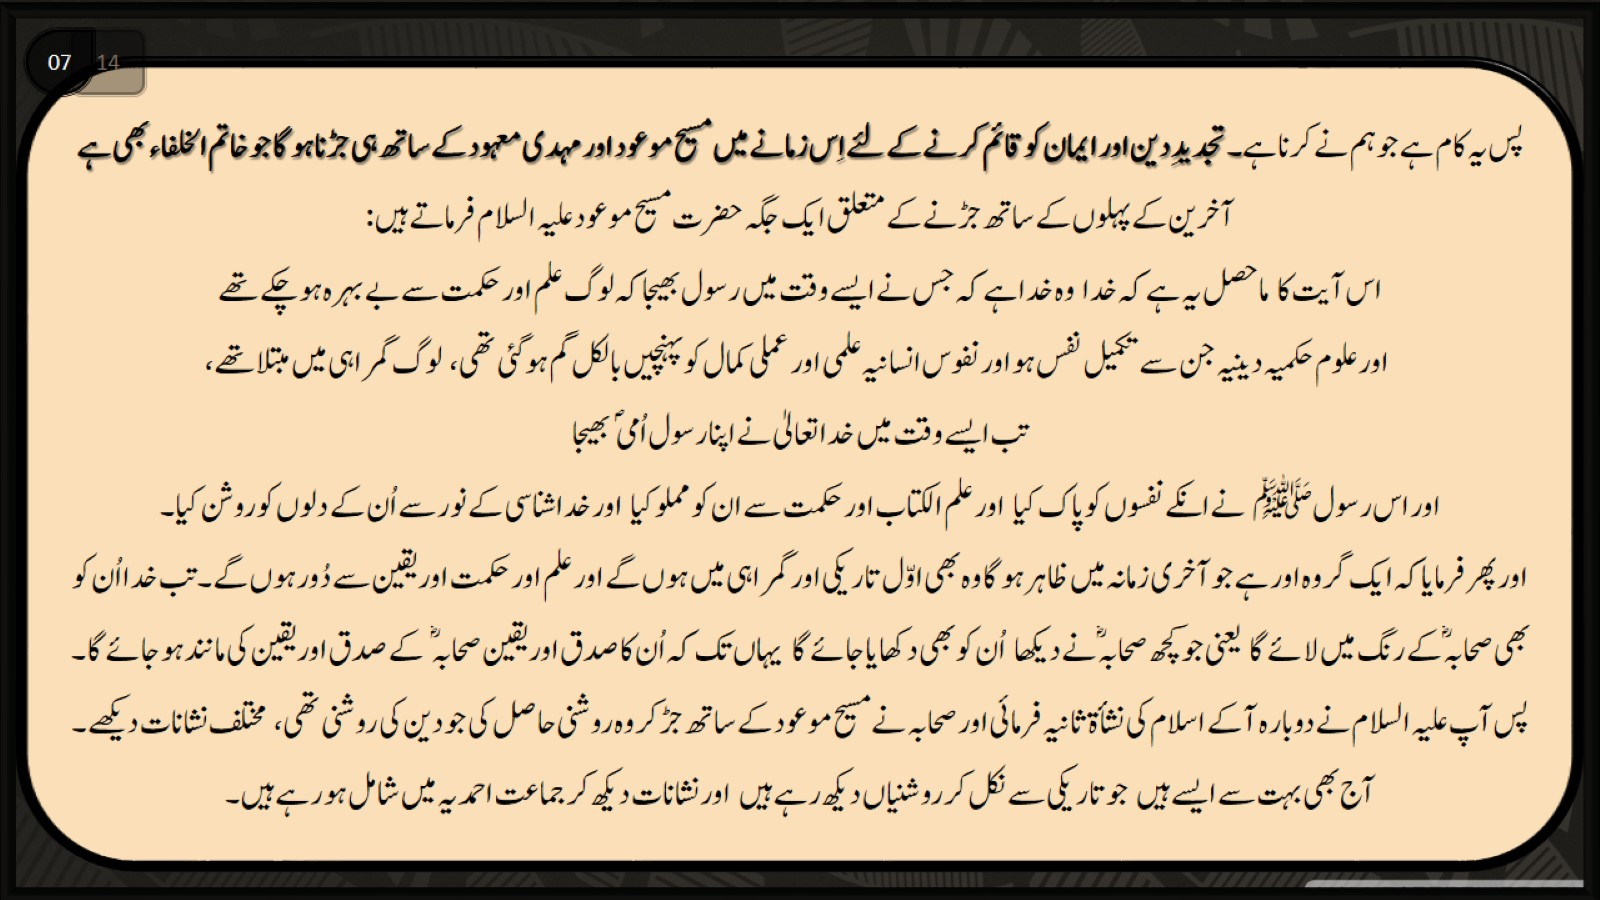 07
14
پس یہ کام ہے جو ہم نے کرنا ہے۔ تجدیدِ دین اور ایمان کو قائم کرنے کے لئے اِس زمانے میں مسیح موعود اور مہدی معہود کے ساتھ ہی جڑنا ہو گا جو خاتم الخلفاء بھی ہے
آخرین کے پہلوں کے ساتھ جڑنے کے متعلق ایک جگہ حضرت مسیح موعود علیہ السلام فرماتے ہیں:
اس آیت کا ماحصل یہ ہے کہ خدا وہ خدا ہے کہ جس نے ایسے وقت میں رسول بھیجا کہ لوگ علم اور حکمت سے بے بہرہ ہو چکے تھے
اور علوم حکمیہ دینیہ جن سے تکمیل نفس ہو اور نفوس انسانیہ علمی اور عملی کمال کو پہنچیں بالکل گم ہو گئی تھی، لوگ گمراہی میں مبتلا تھے،
تب ایسے وقت میں خدا تعالیٰ نے اپنا رسول اُمی ؐ بھیجا
اور اس رسول ﷺ نے انکے نفسوں کو پاک کیا اور علم الکتاب اور حکمت سے ان کو مملو کیا اور خدا شناسی کے نور سے اُن کے دلوں کو روشن کیا۔
اور پھر فرمایا کہ ایک گروہ اور ہے جو آخری زمانہ میں ظاہر ہو گا وہ بھی اوّل تاریکی اور گمراہی میں ہوں گے اور علم اور حکمت اور یقین سے دُور ہوں گے۔ تب خدا اُن کو
بھی صحابہؓ کے رنگ میں لائے گا یعنی جو کچھ صحابہؓ نے دیکھا اُن کو بھی دکھایا جائے گا یہاں تک کہ اُن کا صدق اور یقین صحابہؓ کے صدق اور یقین کی مانند ہو جائے گا۔
پس آپ علیہ السلام نے دوبارہ آ کے اسلام کی نشأۃ ثانیہ فرمائی اور صحابہ نے مسیح موعود کے ساتھ جڑ کر وہ روشنی حاصل کی جو دین کی روشنی تھی، مختلف نشانات دیکھے۔
آج بھی بہت سے ایسے ہیں جو تاریکی سے نکل کر روشنیاں دیکھ رہے ہیں اور نشانات دیکھ کر جماعت احمدیہ میں شامل ہو رہے ہیں۔